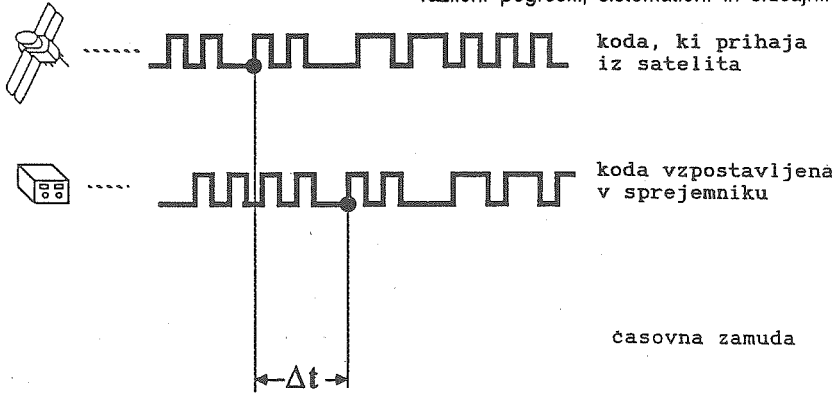 koda, ki prihaja
iz satelita
koda vzpostavljena
v sprejemniku
časovna zamuda
Δt